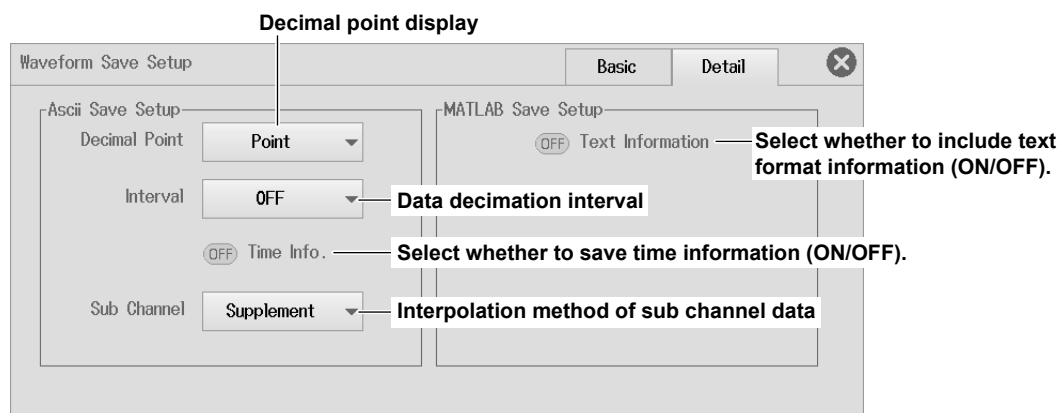 Decimal point display
Waveform Save Setup
Basic
Detail
Ascii Save Setup
MATLAB Save Setup
Decimal Point
Point
OFF Text Information
Select whether to include text
format information (ON/OFF).
Interval
OFF
Data decimation interval
OFF Time Info.
Select whether to save time information (ON/OFF).
Sub Channel
Supplement
Interpolation method of sub channel data